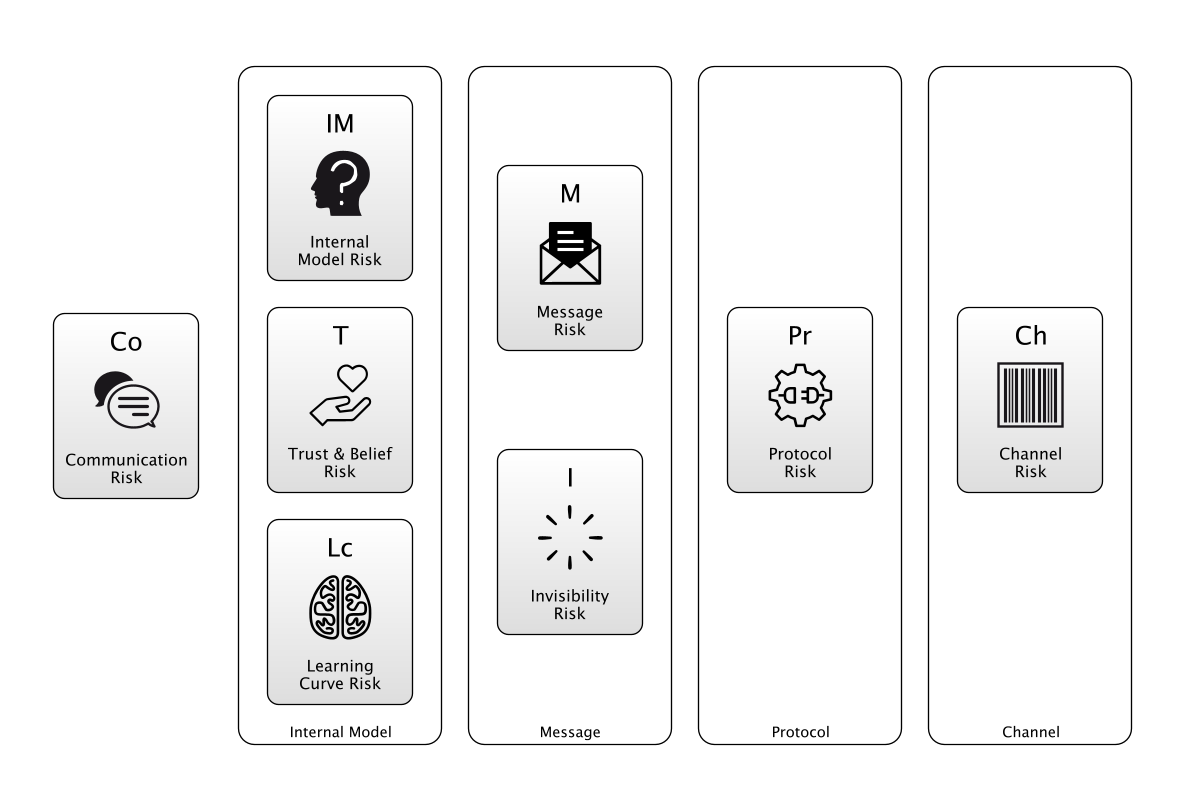 Co
Communication
Risk
IM
Internal
Model Risk
T
Trust & Belief
Risk
Lc
Learning
Curve Risk
Internal Model
M
Message
Risk
I
Invisibility
Risk
Message
Pr
Protocol
Risk
Protocol
Ch
Channel
Risk
Channel